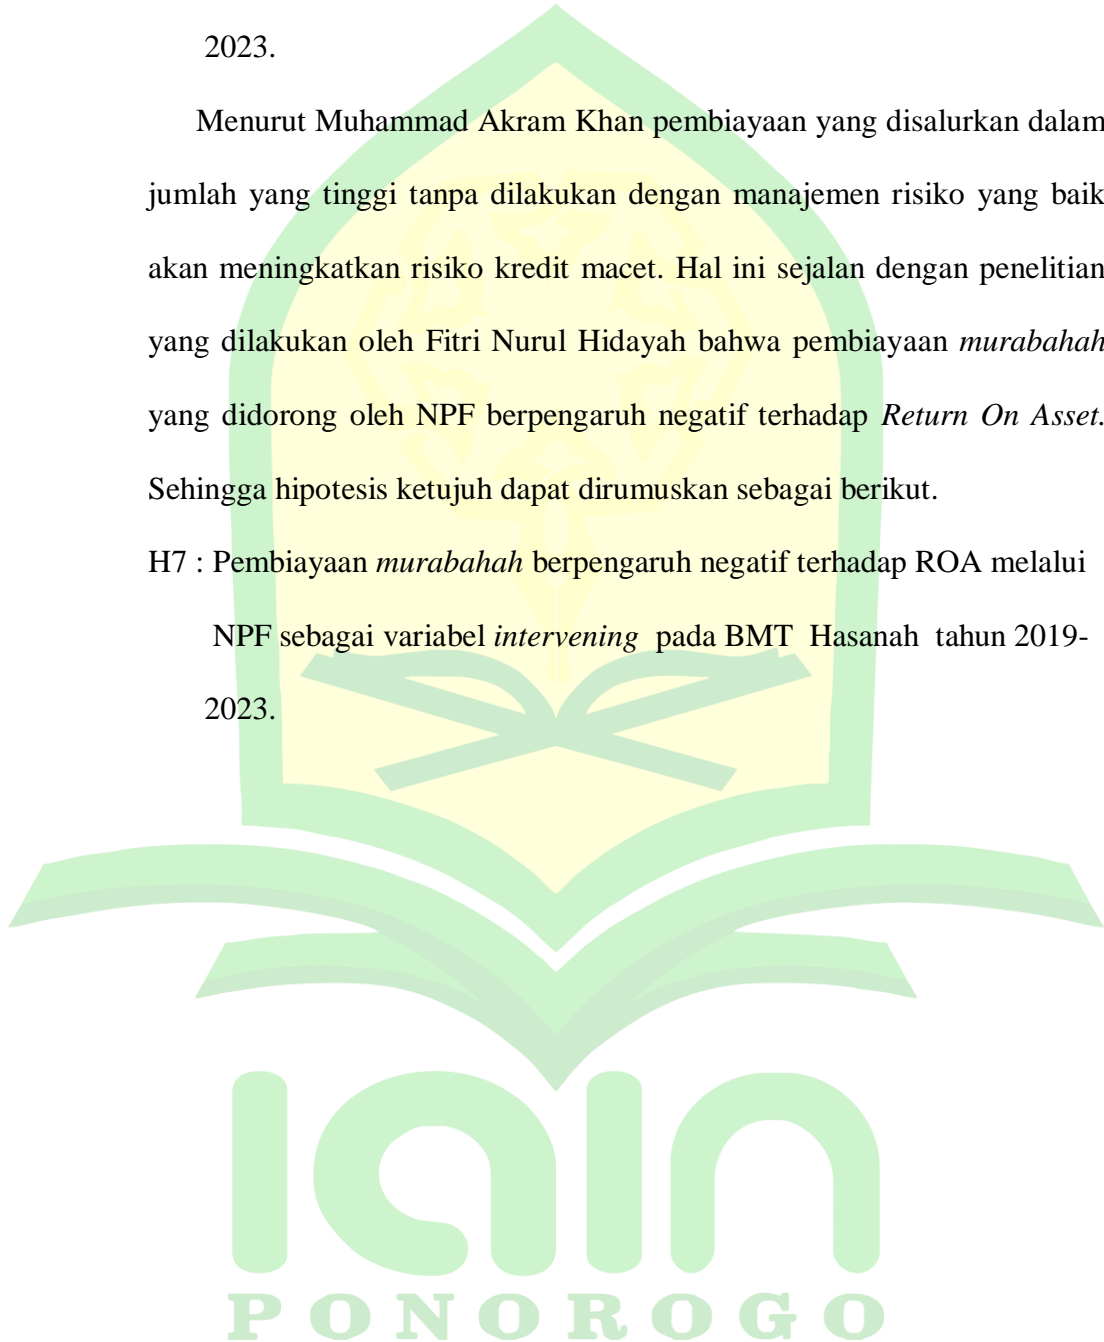 2023.
Menurut Muhammad Akram Khan pembiayaan yang disalurkan dalam
jumlah yang tinggi tanpa dilakukan dengan manajemen risiko yang baik
akan meningkatkan risiko kredit macet. Hal ini sejalan dengan penelitian
yang dilakukan oleh Fitri Nurul Hidayah bahwa pembiayaan murabahah
yang didorong oleh NPF berpengaruh negatif terhadap Return On Asset.
Sehingga hipotesis ketujuh dapat dirumuskan sebagai berikut.
H7 : Pembiayaan murabahah berpengaruh negatif terhadap ROA melalui
NPF sebagai variabel intervening pada BMT Hasanah tahun 2019-
2023.
iain
PONOROGO